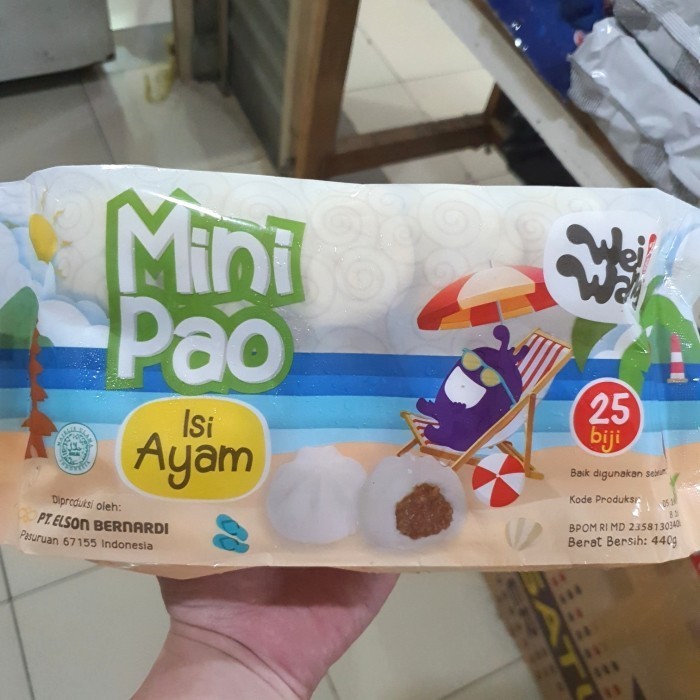 Mini
Pao
Isi
Ayam
Wei
Wang
25
biji
Diproduksi oleh:
PT. ELSON BERNARDI
Pasuruan 67155 Indonesia
Baik digunakan
Kode Produksi:
BPOM RI MD
Berat Bersih: 440g